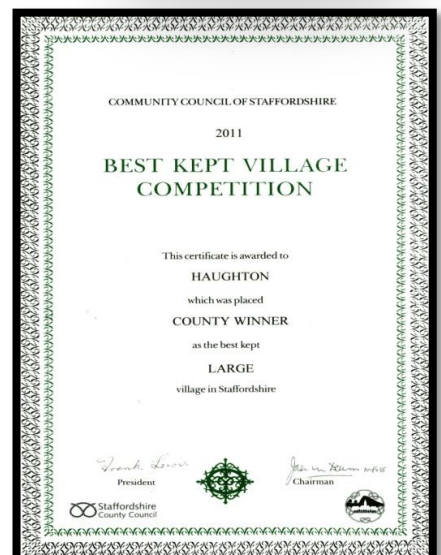 COMMUNITY COUNCIL OF STAFFORDSHIRE
2011
BEST KEPT VILLAGE
COMPETITION
This certificate is awarded to
HAUGHTON
which was placed
COUNTY WINNER
as the best kept
LARGE
village in Staffordshire
President
Chairman
Staffordshire
County Council